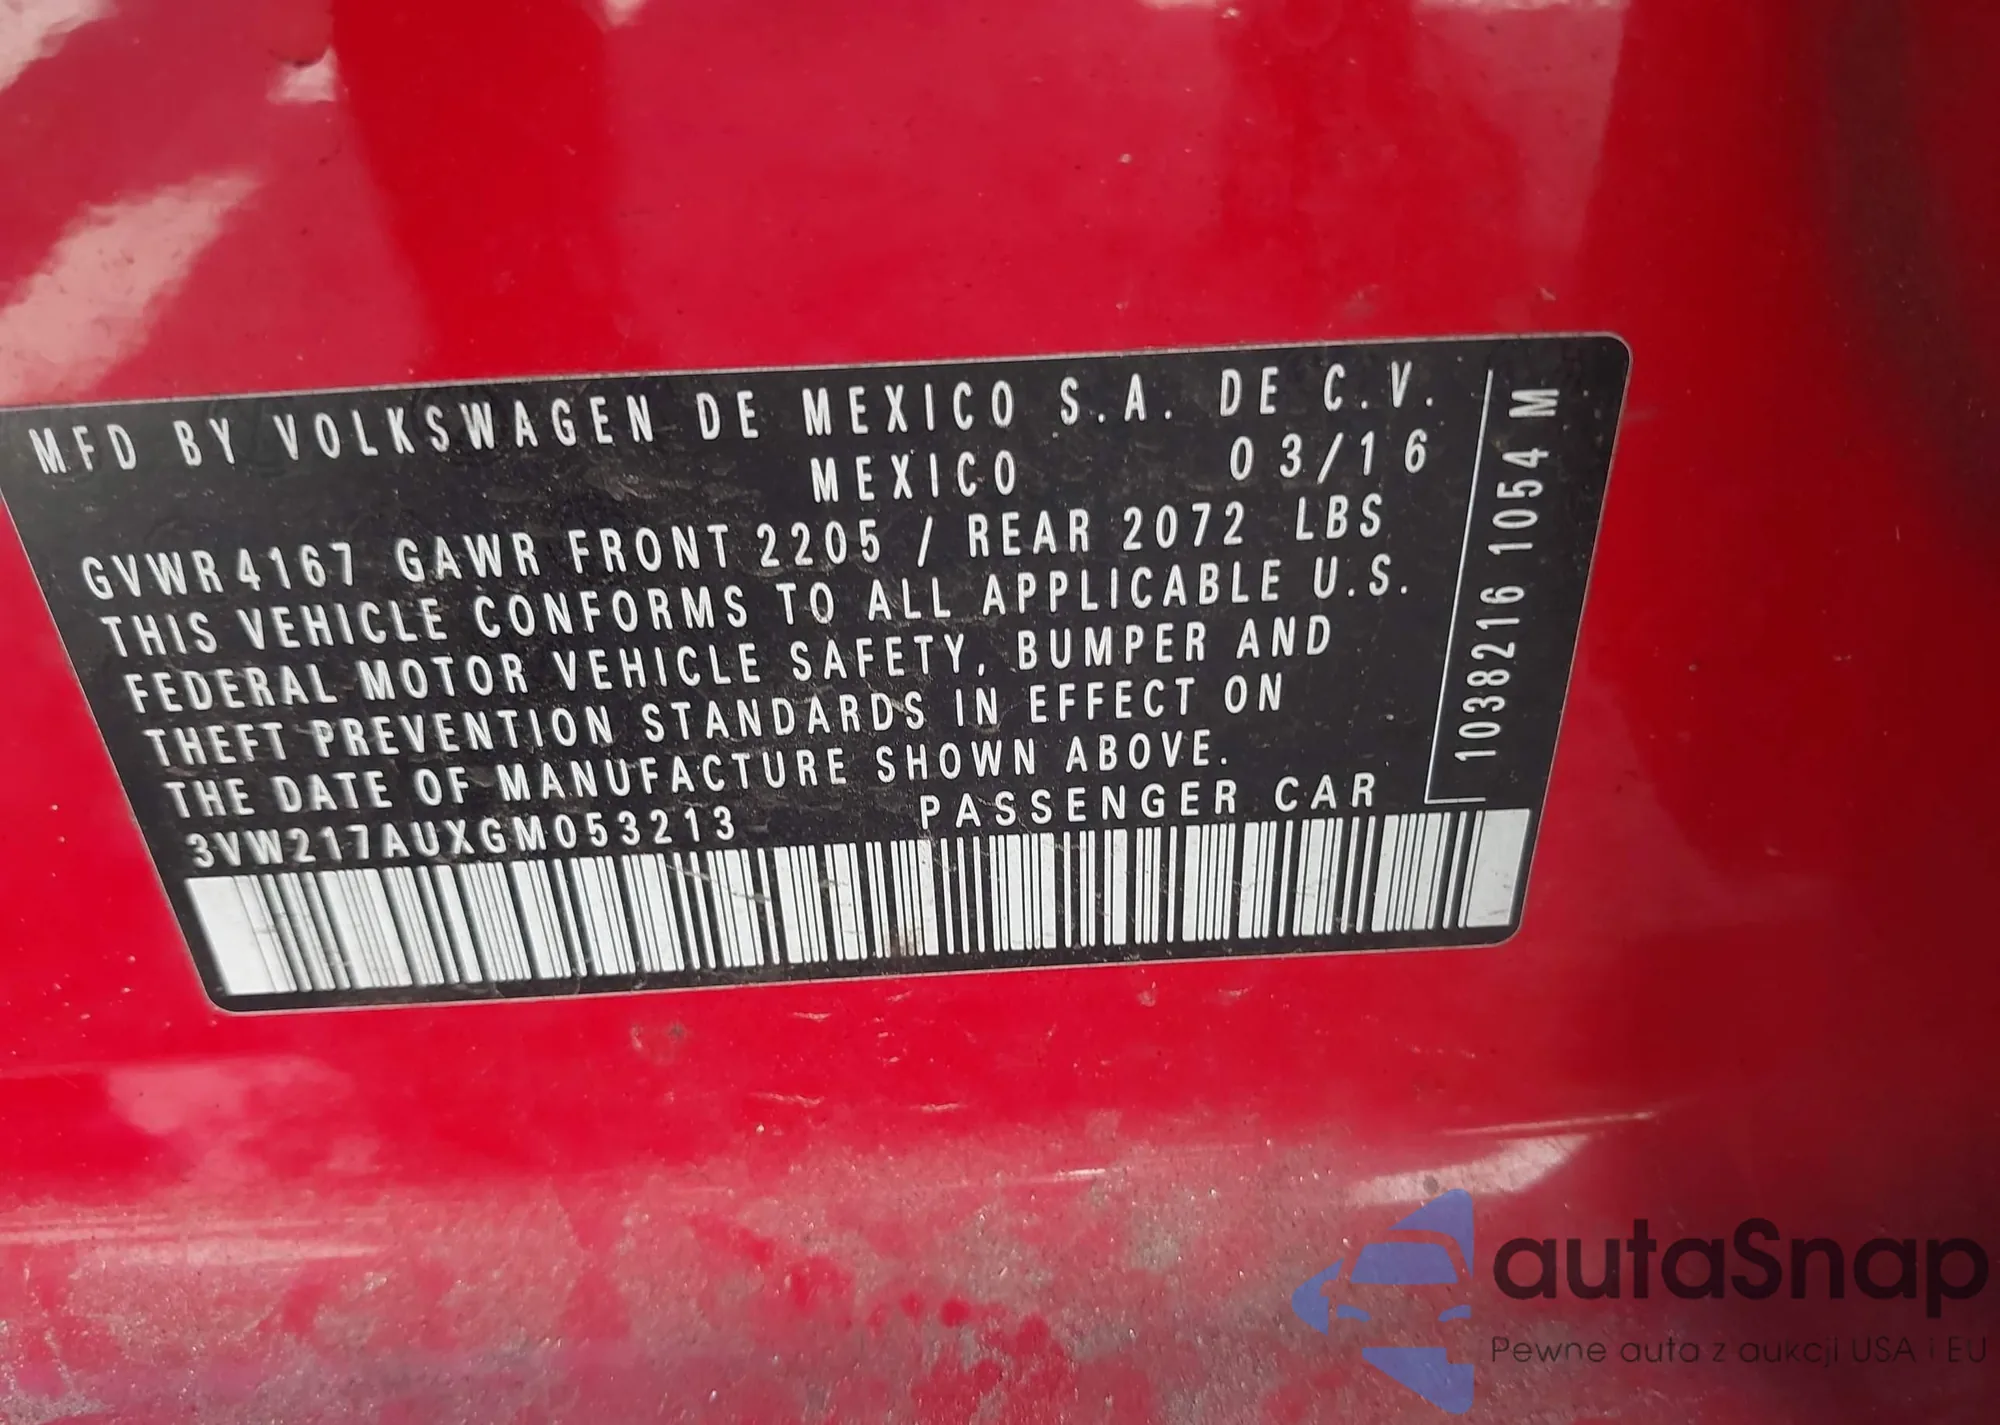 MFD BY VOLKSWAGEN DE MEXICO S.A. DE C.V.
MEXICO 03/16
GVWR 4167 GAWR FRONT 2205 / REAR 2072 LBS
THIS VEHICLE CONFORMS TO ALL APPLICABLE U.S.
FEDERAL MOTOR VEHICLE SAFETY, BUMPER AND
THEFT PREVENTION STANDARDS IN EFFECT ON
THE DATE OF MANUFACTURE SHOWN ABOVE.
3VW217AUXGM053213 PASSENGER CAR
1038216 1054 M
autaSnap
Pewne auta z aukcji USA i EU